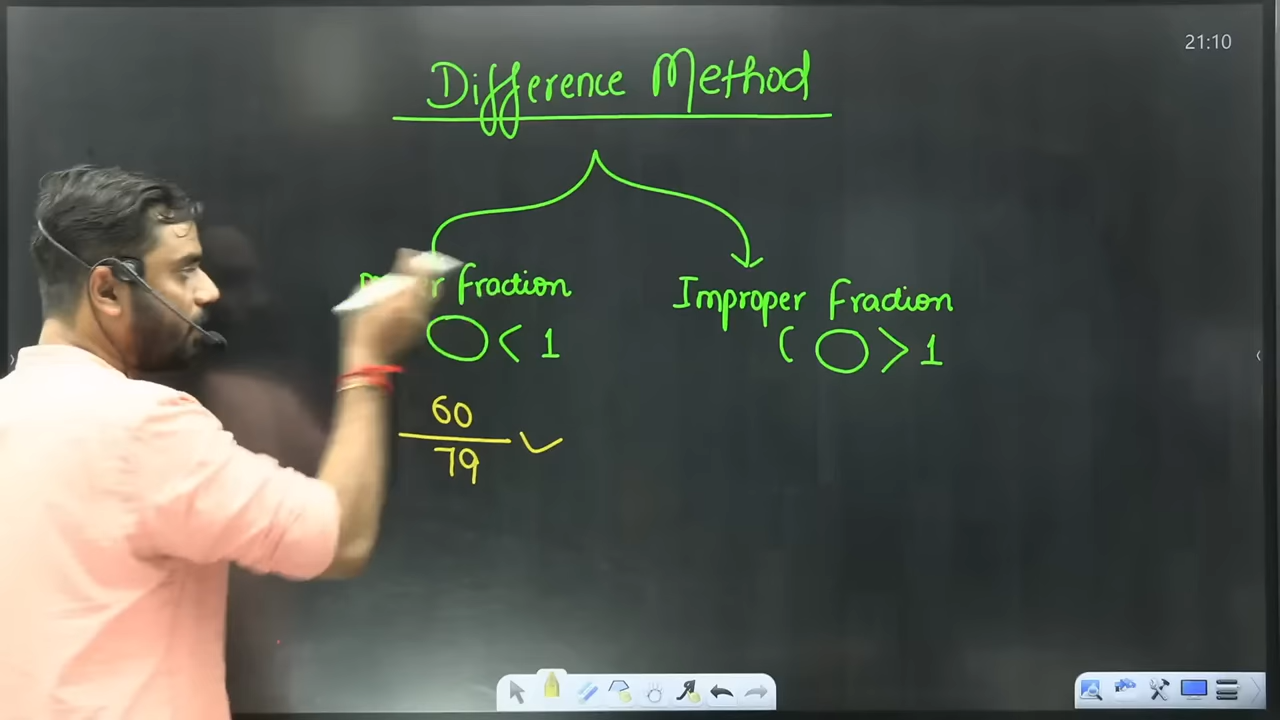 21:10
Difference Method
Fraction
Improper Fraction
< 1
( > 1
60
79